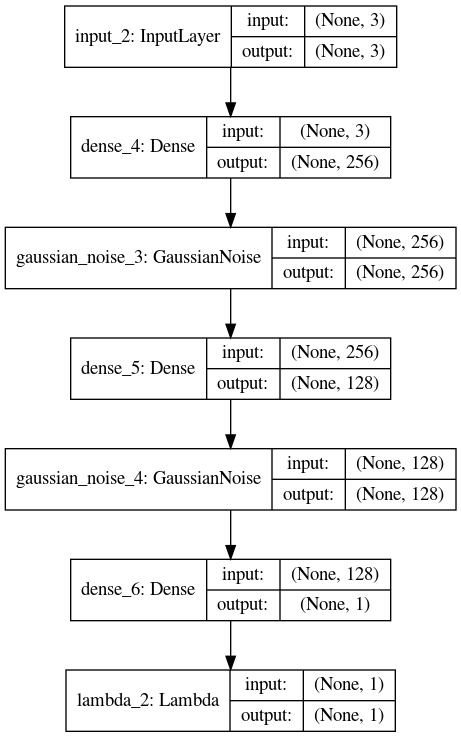 input_2: InputLayer
input:
(None, 3)
output:
(None, 3)
dense_4: Dense
input:
(None, 3)
output:
(None, 256)
gaussian_noise_3: GaussianNoise
input:
(None, 256)
output:
(None, 256)
dense_5: Dense
input:
(None, 256)
output:
(None, 128)
gaussian_noise_4: GaussianNoise
input:
(None, 128)
output:
(None, 128)
dense_6: Dense
input:
(None, 128)
output:
(None, 1)
lambda_2: Lambda
input:
(None, 1)
output:
(None, 1)